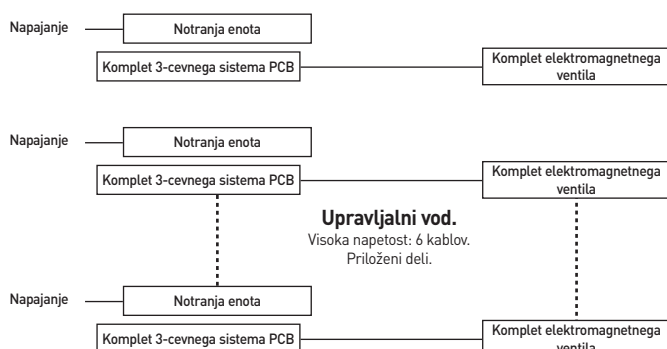 Napajanje
Notranja enota
Komplet 3-cevnega sistema PCB
Komplet elektromagnetnega
ventila
Napajanje
Notranja enota
Komplet 3-cevnega sistema PCB
Komplet elektromagnetnega
ventila
Upravljalni vod.
Visoka napetost: 6 kablov.
Priloženi deli.
Napajanje
Notranja enota
Komplet 3-cevnega sistema PCB
Komplet elektromagnetnega
ventila